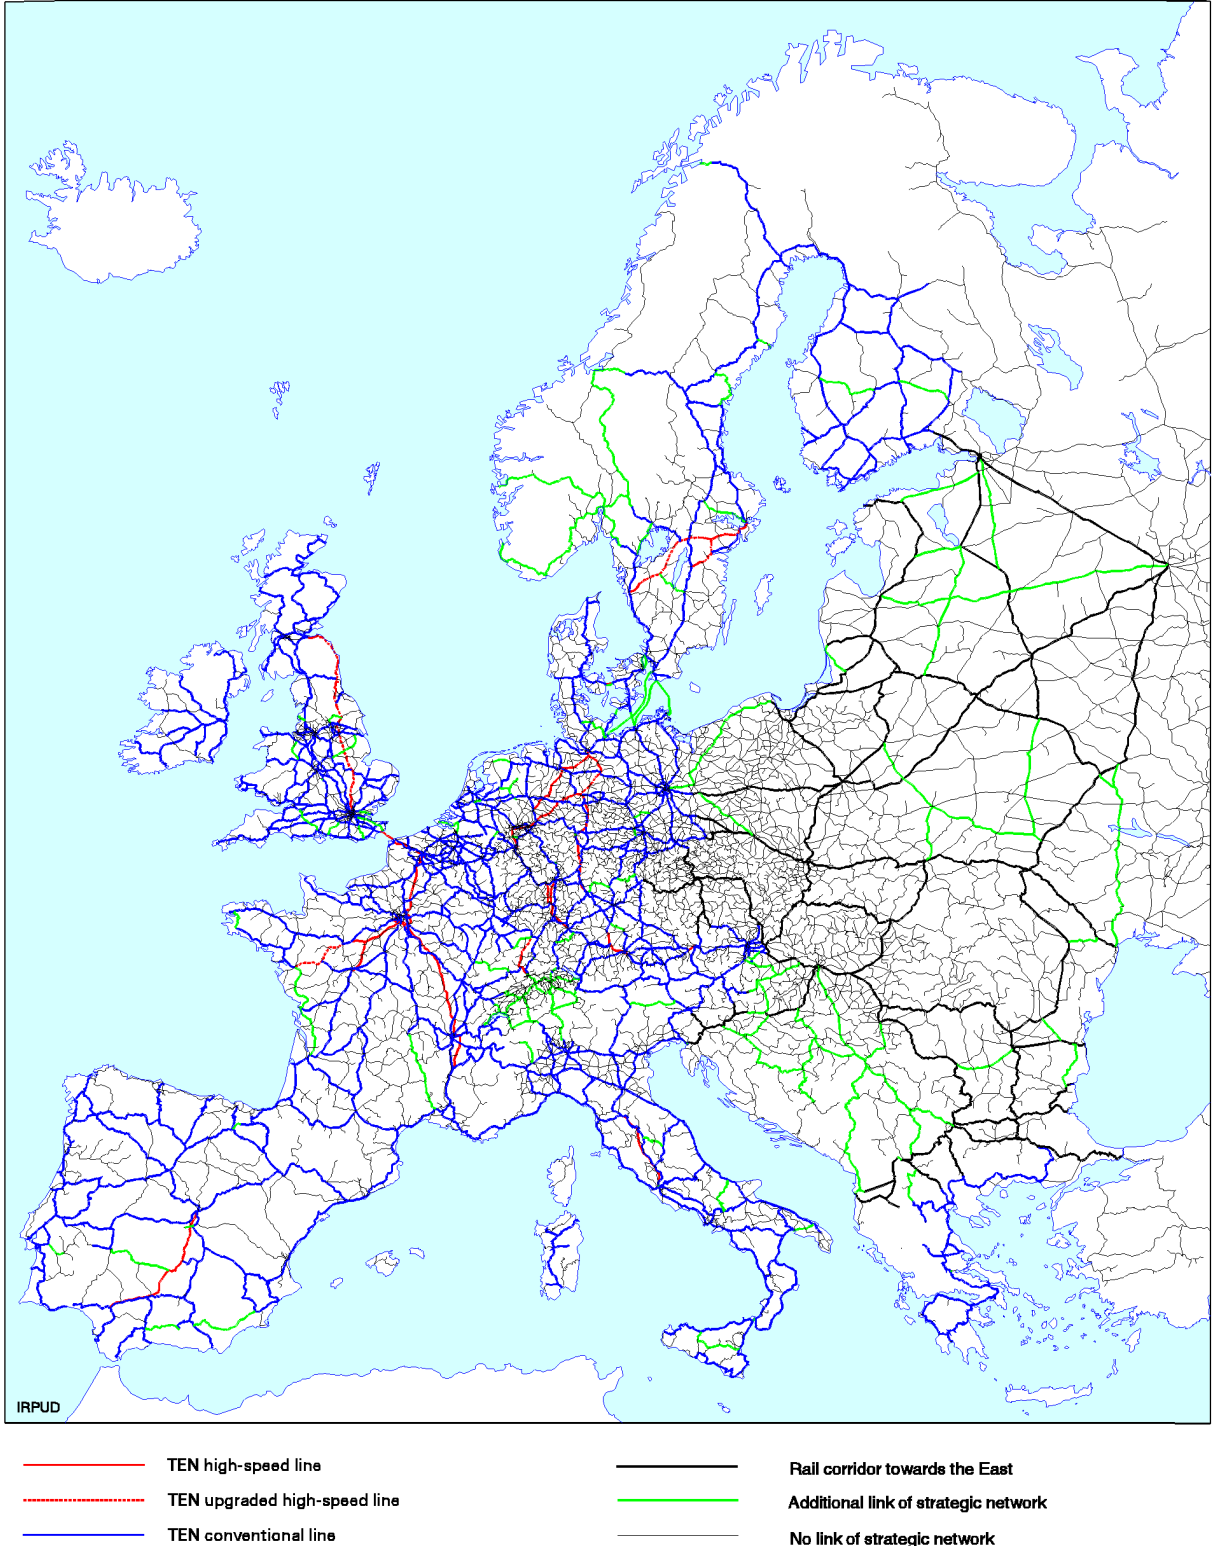 IRPUD
TEN high-speed line
TEN upgraded high-speed line
TEN conventional line
Rail corridor towards the East
Additional link of strategic network
No link of strategic network